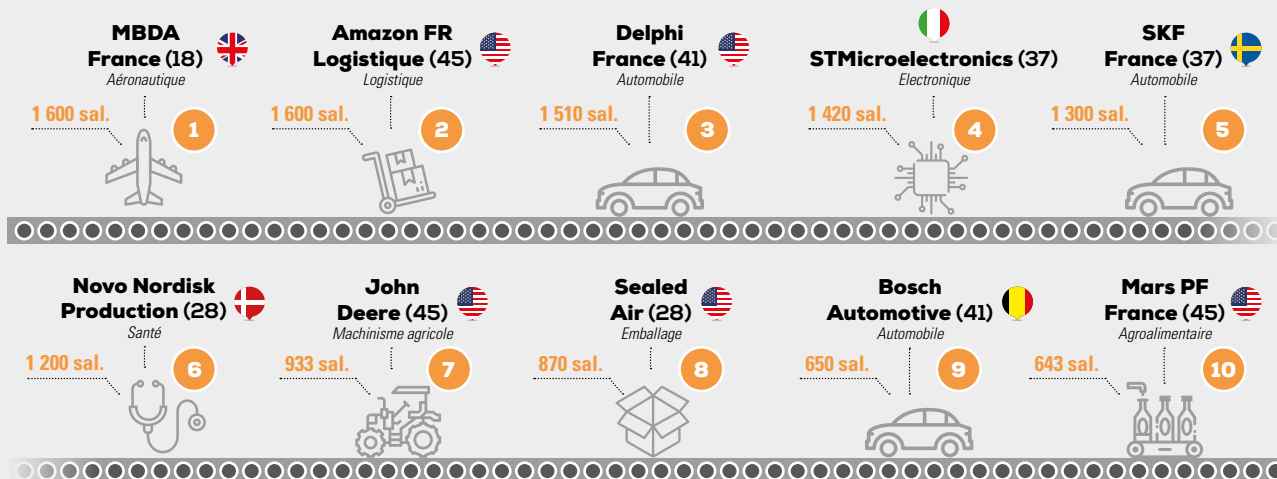 MBDA
France (18)
Aéronautique
1 600 sal.
1
Amazon FR
Logistique (45)
Logistique
1 600 sal.
2
Delphi
France (41)
Automobile
1 510 sal.
3
STMicroelectronics (37)
Electronique
1 420 sal.
4
SKF
France (37)
Automobile
1 300 sal.
5
Novo Nordisk
Production (28)
Santé
1 200 sal.
6
John
Deere (45)
Machinisme agricole
933 sal.
7
Sealed
Air (28)
Emballage
870 sal.
8
Bosch
Automotive (41)
Automobile
650 sal.
9
Mars PF
France (45)
Agroalimentaire
643 sal.
10